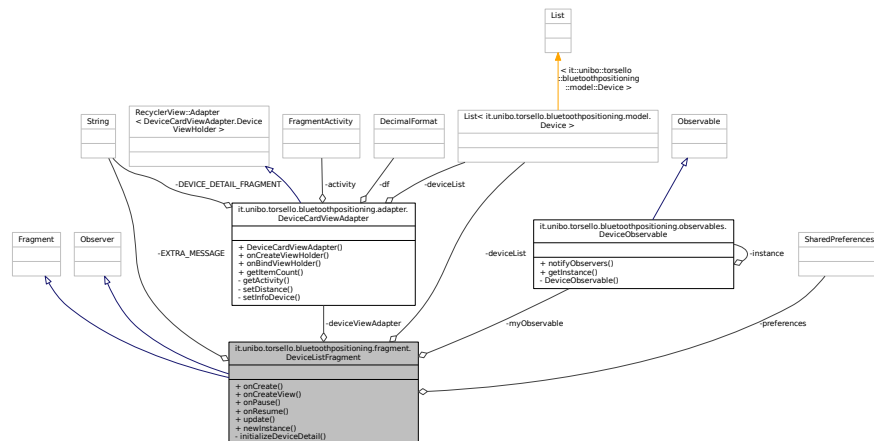 List
< it::unibo::torsello
::bluetoothpositioning
::model::Device >
String
RecyclerView::Adapter
< DeviceCardViewAdapter.Device
ViewHolder >
FragmentActivity
DecimalFormat
List< it.unibo.torsello.bluetoothpositioning.model.
Device >
Observable
-DEVICE_DETAIL_FRAGMENT
-activity
-df
-deviceList
it.unibo.torsello.bluetoothpositioning.adapter.
DeviceCardViewAdapter
+ DeviceCardViewAdapter()
+ onCreateViewHolder()
+ onBindViewHolder()
+ getItemCount()
- getActivity()
- setDistance()
- setInfoDevice()
it.unibo.torsello.bluetoothpositioning.observables.
DeviceObservable
+ notifyObservers()
+ getInstance()
- DeviceObservable()
-instance
Fragment
Observer
SharedPreferences
-EXTRA_MESSAGE
-deviceList
-deviceViewAdapter
-myObservable
-preferences
it.unibo.torsello.bluetoothpositioning.fragment.
DeviceListFragment
+ onCreate()
+ onCreateView()
+ onPause()
+ onResume()
+ update()
+ newInstance()
- initializeDeviceDetail()